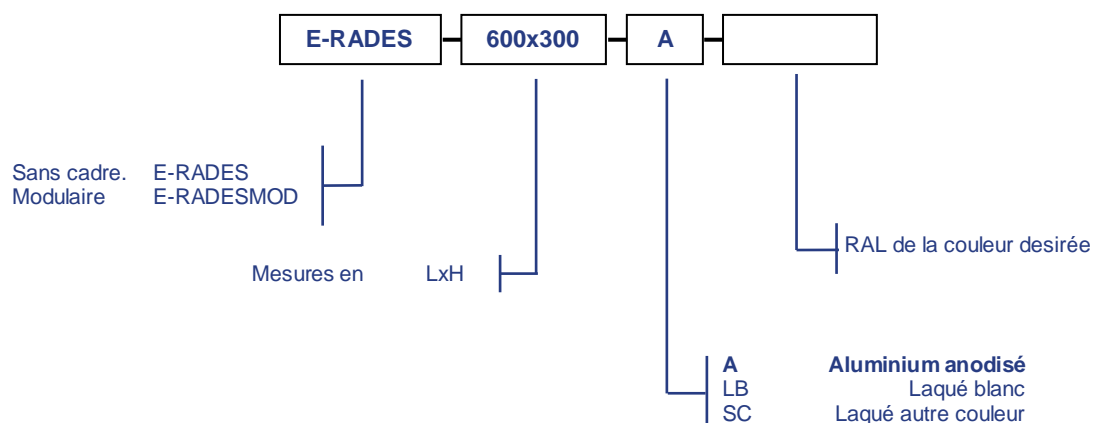 E-RADES 600x300 A
Sans cadre. E-RADES
Modulaire E-RADESMOD
RAL de la couleur desirée
Mesures en LxH
A Aluminium anodisé
LB Laqué blanc
SC Laqué autre couleur